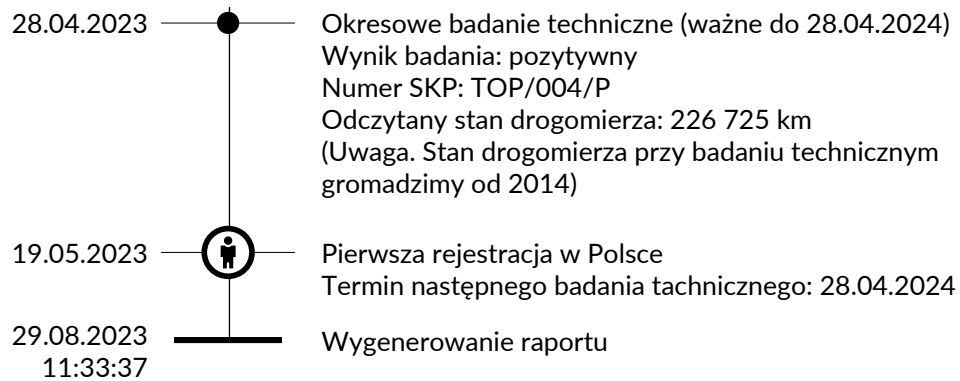 28.04.2023 Okresowe badanie techniczne (ważne do 28.04.2024)
Wynik badania: pozytywny
Numer SKP: TOP/004/P
Odczytany stan drogomierza: 226 725 km
(Uwaga. Stan drogomierza przy badaniu technicznym
gromadzimy od 2014)
19.05.2023 Pierwsza rejestracja w Polsce
Termin następnego badania tachnicznego: 28.04.2024
29.08.2023 Wygenerowanie raportu
11:33:37